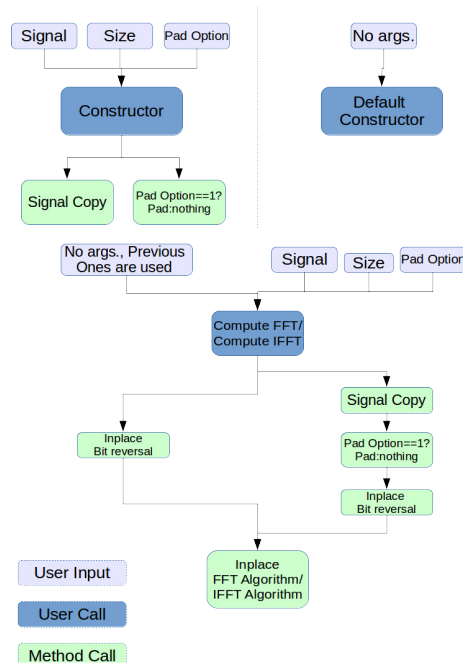 Signal
Size
Pad Option
No args.
Constructor
Default
Constructor
Signal Copy
Pad Option==1?
Pad:nothing
No args., Previous
Ones are used
Signal
Size
Pad Option
Compute FFT/
Compute IFFT
Signal Copy
Pad Option==1?
Pad:nothing
Inplace
Bit reversal
Inplace
Bit reversal
Inplace
FFT Algorithm/
IFFT Algorithm
User Input
User Call
Method Call